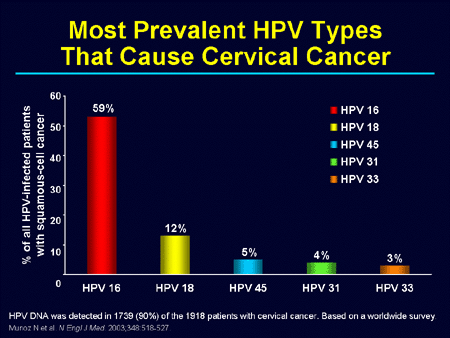 Most Prevalent HPV Types
That Cause Cervical Cancer
% of all HPV-infected patients
with squamous-cell cancer
60
50
40
30
20
10
0
59%
12%
5%
4%
3%
HPV 16
HPV 18
HPV 45
HPV 31
HPV 33
HPV 16
HPV 18
HPV 45
HPV 31
HPV 33
HPV DNA was detected in 1739 (90%) of the 1918 patients with cervical cancer. Based on a worldwide survey.
Munoz N et al. N Engl J Med. 2003;348:518-527.